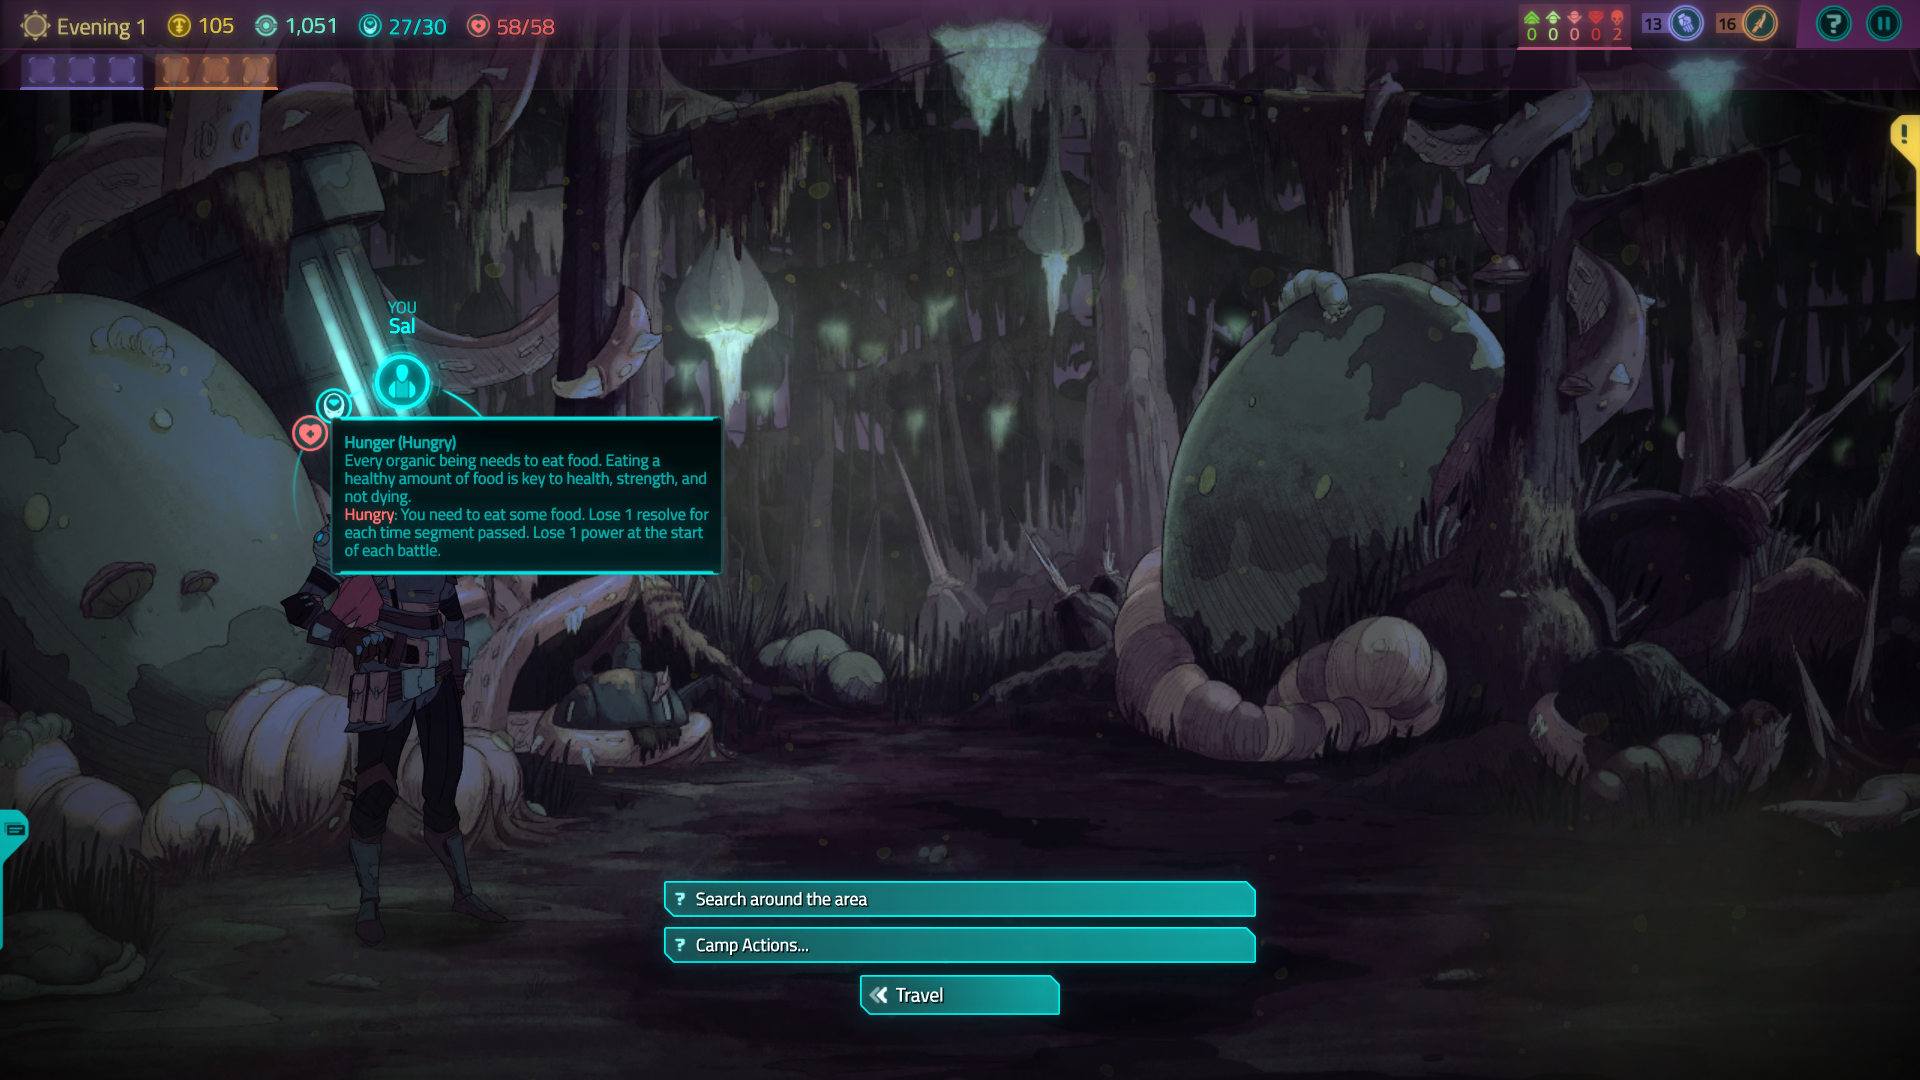 Evening 1 105 1,051 27/30 58/58
0 0 0 0 2 13 16
YOU
Sal
Hunger (Hungry)
Every organic being needs to eat food. Eating a
healthy amount of food is key to health, strength, and
not dying.
Hungry: You need to eat some food. Lose 1 resolve for
each time segment passed. Lose 1 power at the start
of each battle.
? Search around the area
? Camp Actions...
Travel